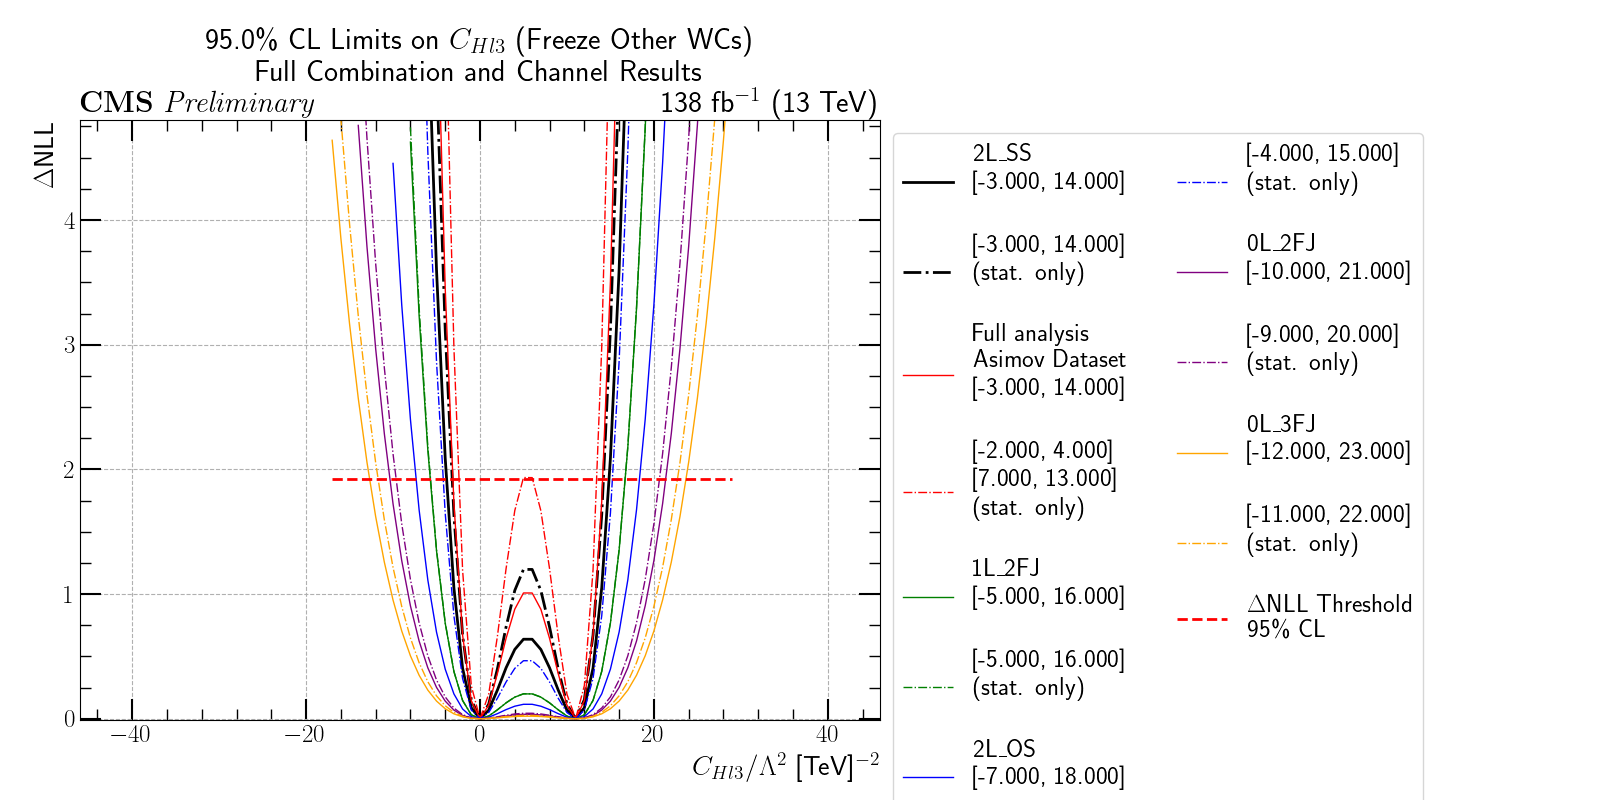 95.0% CL Limits on C_{Hl3} (Freeze Other WCs)
Full Combination and Channel Results
CMS Preliminary
138 fb^{-1} (13 TeV)
ΔNLL
4
3
2
1
0
−40
−20
0
20
40
C_{Hl3}/Λ^2 [TeV]^{-2}
2L_SS
[-3.000, 14.000]
[-3.000, 14.000]
(stat. only)
Full analysis
Asimov Dataset
[-3.000, 14.000]
[-2.000, 4.000]
[7.000, 13.000]
(stat. only)
1L_2FJ
[-5.000, 16.000]
[-5.000, 16.000]
(stat. only)
2L_OS
[-7.000, 18.000]
[-4.000, 15.000]
(stat. only)
0L_2FJ
[-10.000, 21.000]
[-9.000, 20.000]
(stat. only)
0L_3FJ
[-12.000, 23.000]
[-11.000, 22.000]
(stat. only)
ΔNLL Threshold
95% CL